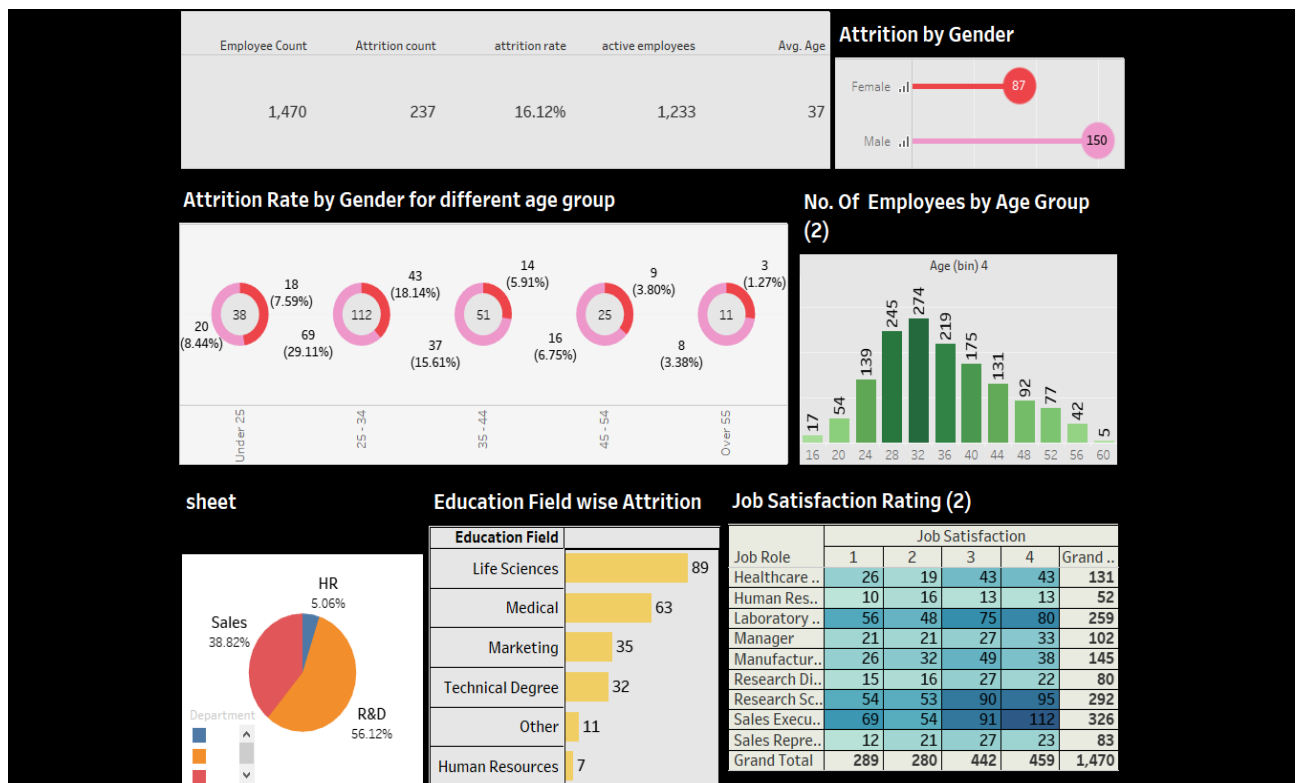 Employee Count Attrition count attrition rate active employees Avg. Age
1,470 237 16.12% 1,233 37
Attrition by Gender
Female 87
Male 150
Attrition Rate by Gender for different age group
18
(7.59%)
20
(8.44%)
38
43
(18.14%)
69
(29.11%)
112
14
(5.91%)
37
(15.61%)
51
9
(3.80%)
16
(6.75%)
25
3
(1.27%)
8
(3.38%)
11
Under 25
25 - 34
35 - 44
45 - 54
Over 55
No. Of Employees by Age Group
(2)
Age (bin) 4
17 54 139 245 274 219 175 131 92 77 42 5
16 20 24 28 32 36 40 44 48 52 56 60
sheet
HR
5.06%
Sales
38.82%
R&D
56.12%
Department
Education Field wise Attrition
Education Field
Life Sciences 89
Medical 63
Marketing 35
Technical Degree 32
Other 11
Human Resources 7
Job Satisfaction Rating (2)
Job Satisfaction
Job Role 1 2 3 4 Grand ..
Healthcare .. 26 19 43 43 131
Human Res.. 10 16 13 13 52
Laboratory .. 56 48 75 80 259
Manager 21 21 27 33 102
Manufactur.. 26 32 49 38 145
Research Di.. 15 16 27 22 80
Research Sc.. 54 53 90 95 292
Sales Execu.. 69 54 91 112 326
Sales Repre.. 12 21 27 23 83
Grand Total 289 280 442 459 1,470